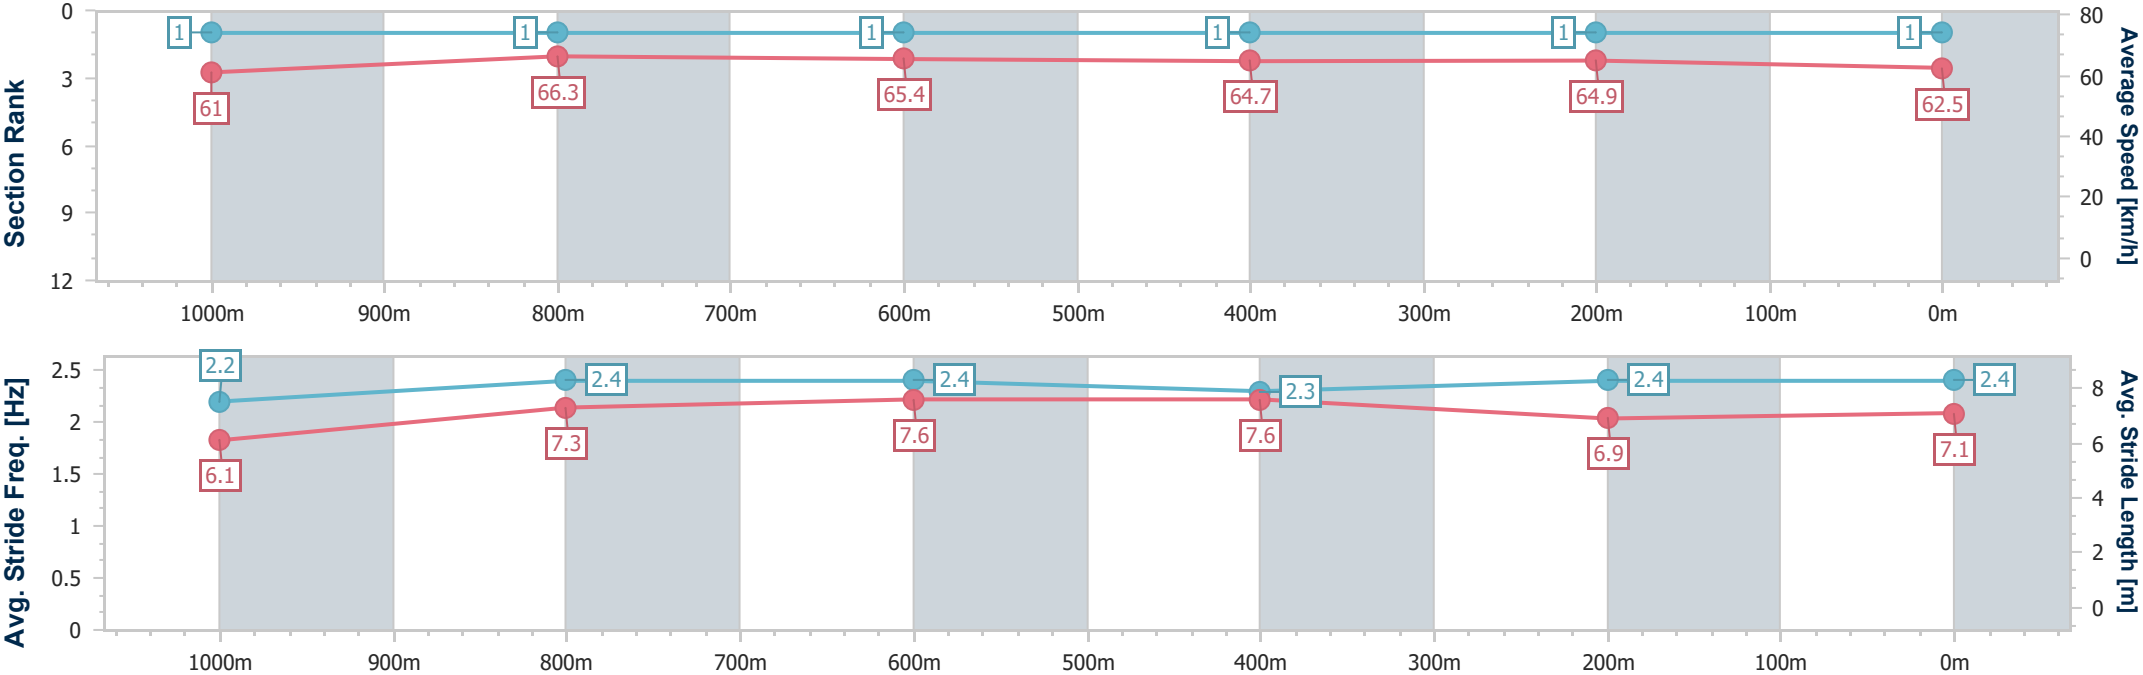 Section Rank
0
3
6
9
12
1
1
1
1
1
1
61
66.3
65.4
64.7
64.9
62.5
80
60
40
20
0
Average Speed [km/h]
1000m
900m
800m
700m
600m
500m
400m
300m
200m
100m
0m
Avg. Stride Freq. [Hz]
2.5
2
1.5
1
0.5
0
2.2
2.4
2.4
2.3
2.4
2.4
6.1
7.3
7.6
7.6
6.9
7.1
8
6
4
2
0
Avg. Stride Length [m]
1000m
900m
800m
700m
600m
500m
400m
300m
200m
100m
0m